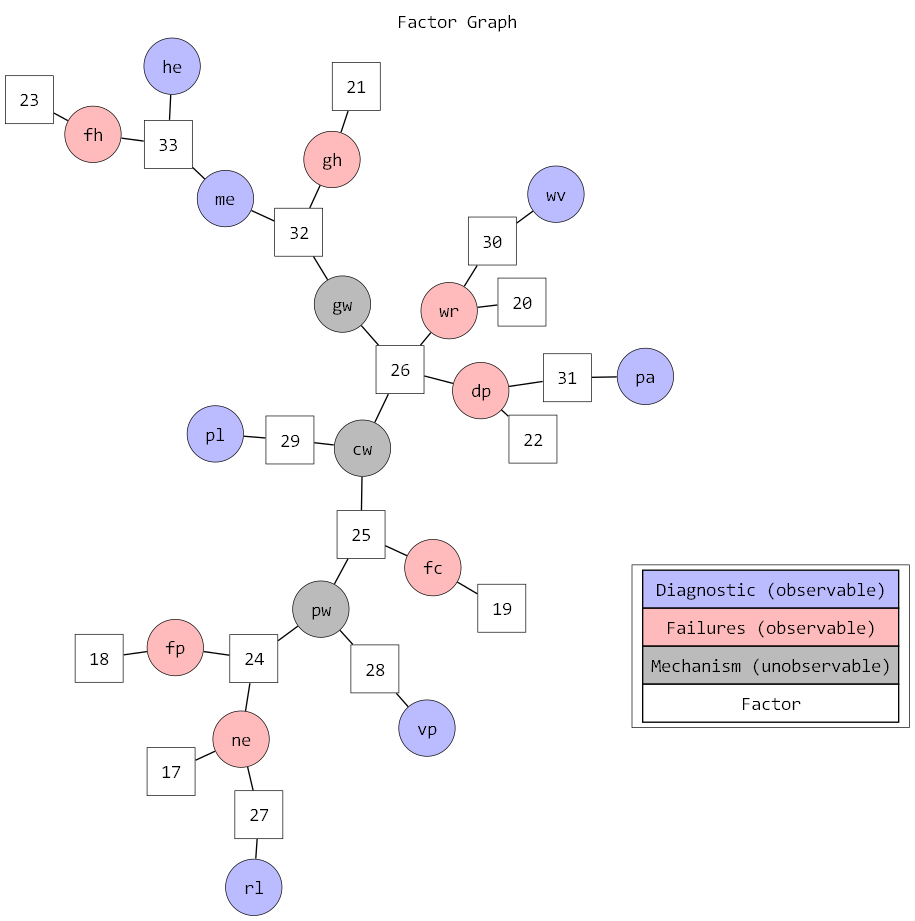 Factor Graph
he
21
23
fh
33
gh
me
wv
32
30
gw
wr
20
26
31
pa
dp
pl
29
22
cw
25
fc
19
pw
18
fp
24
28
vp
ne
17
27
rl
Diagnostic (observable)
Failures (observable)
Mechanism (unobservable)
Factor